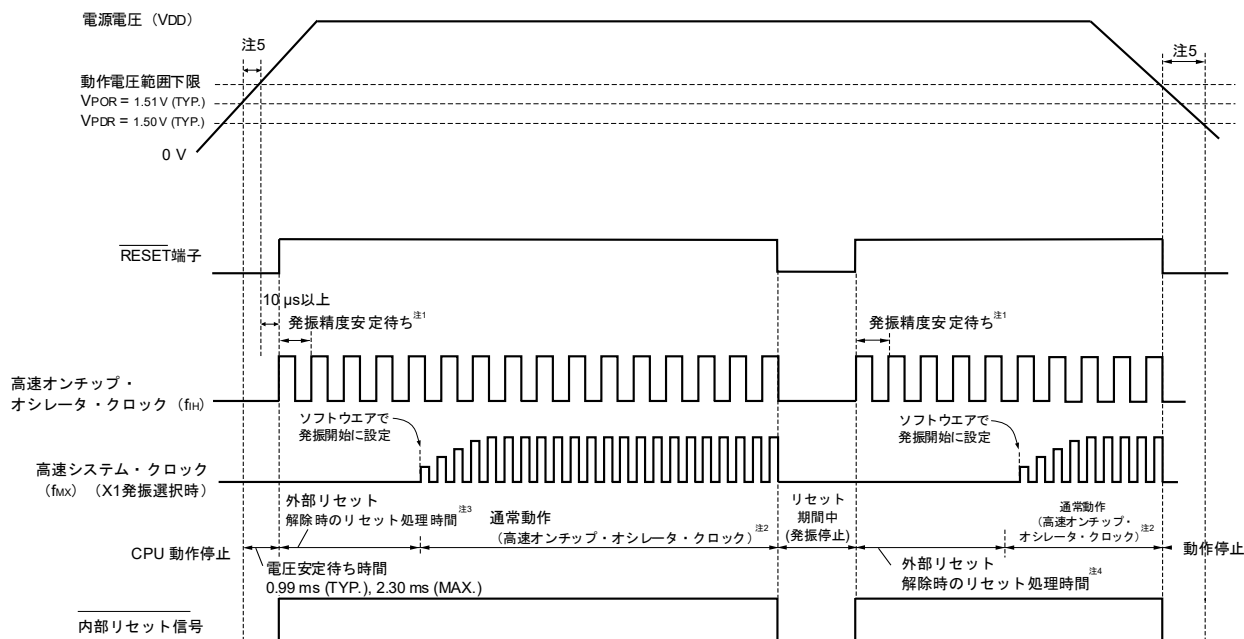 電源電圧（VDD）
注5
注5
動作電圧範囲下限
VPOR = 1.51 V (TYP.)
VPDR = 1.50 V (TYP.)
0 V
RESET端子
10 μs以上
発振精度安定待ち注1
発振精度安定待ち注1
高速オンチップ・
オシレータ・クロック（fIH）
ソフトウエアで
発振開始に設定
ソフトウエアで
発振開始に設定
高速システム・クロック
（fMX）（X1発振選択時）
外部リセット
解除時のリセット処理時間注3
通常動作
（高速オンチップ・オシレータ・クロック）注2
リセット
期間中
(発振停止)
通常動作
（高速オンチップ・
オシレータ・クロック）注2
CPU 動作停止
動作停止
電圧安定待ち時間
0.99 ms (TYP.), 2.30 ms (MAX.)
外部リセット
解除時のリセット処理時間注4
内部リセット信号